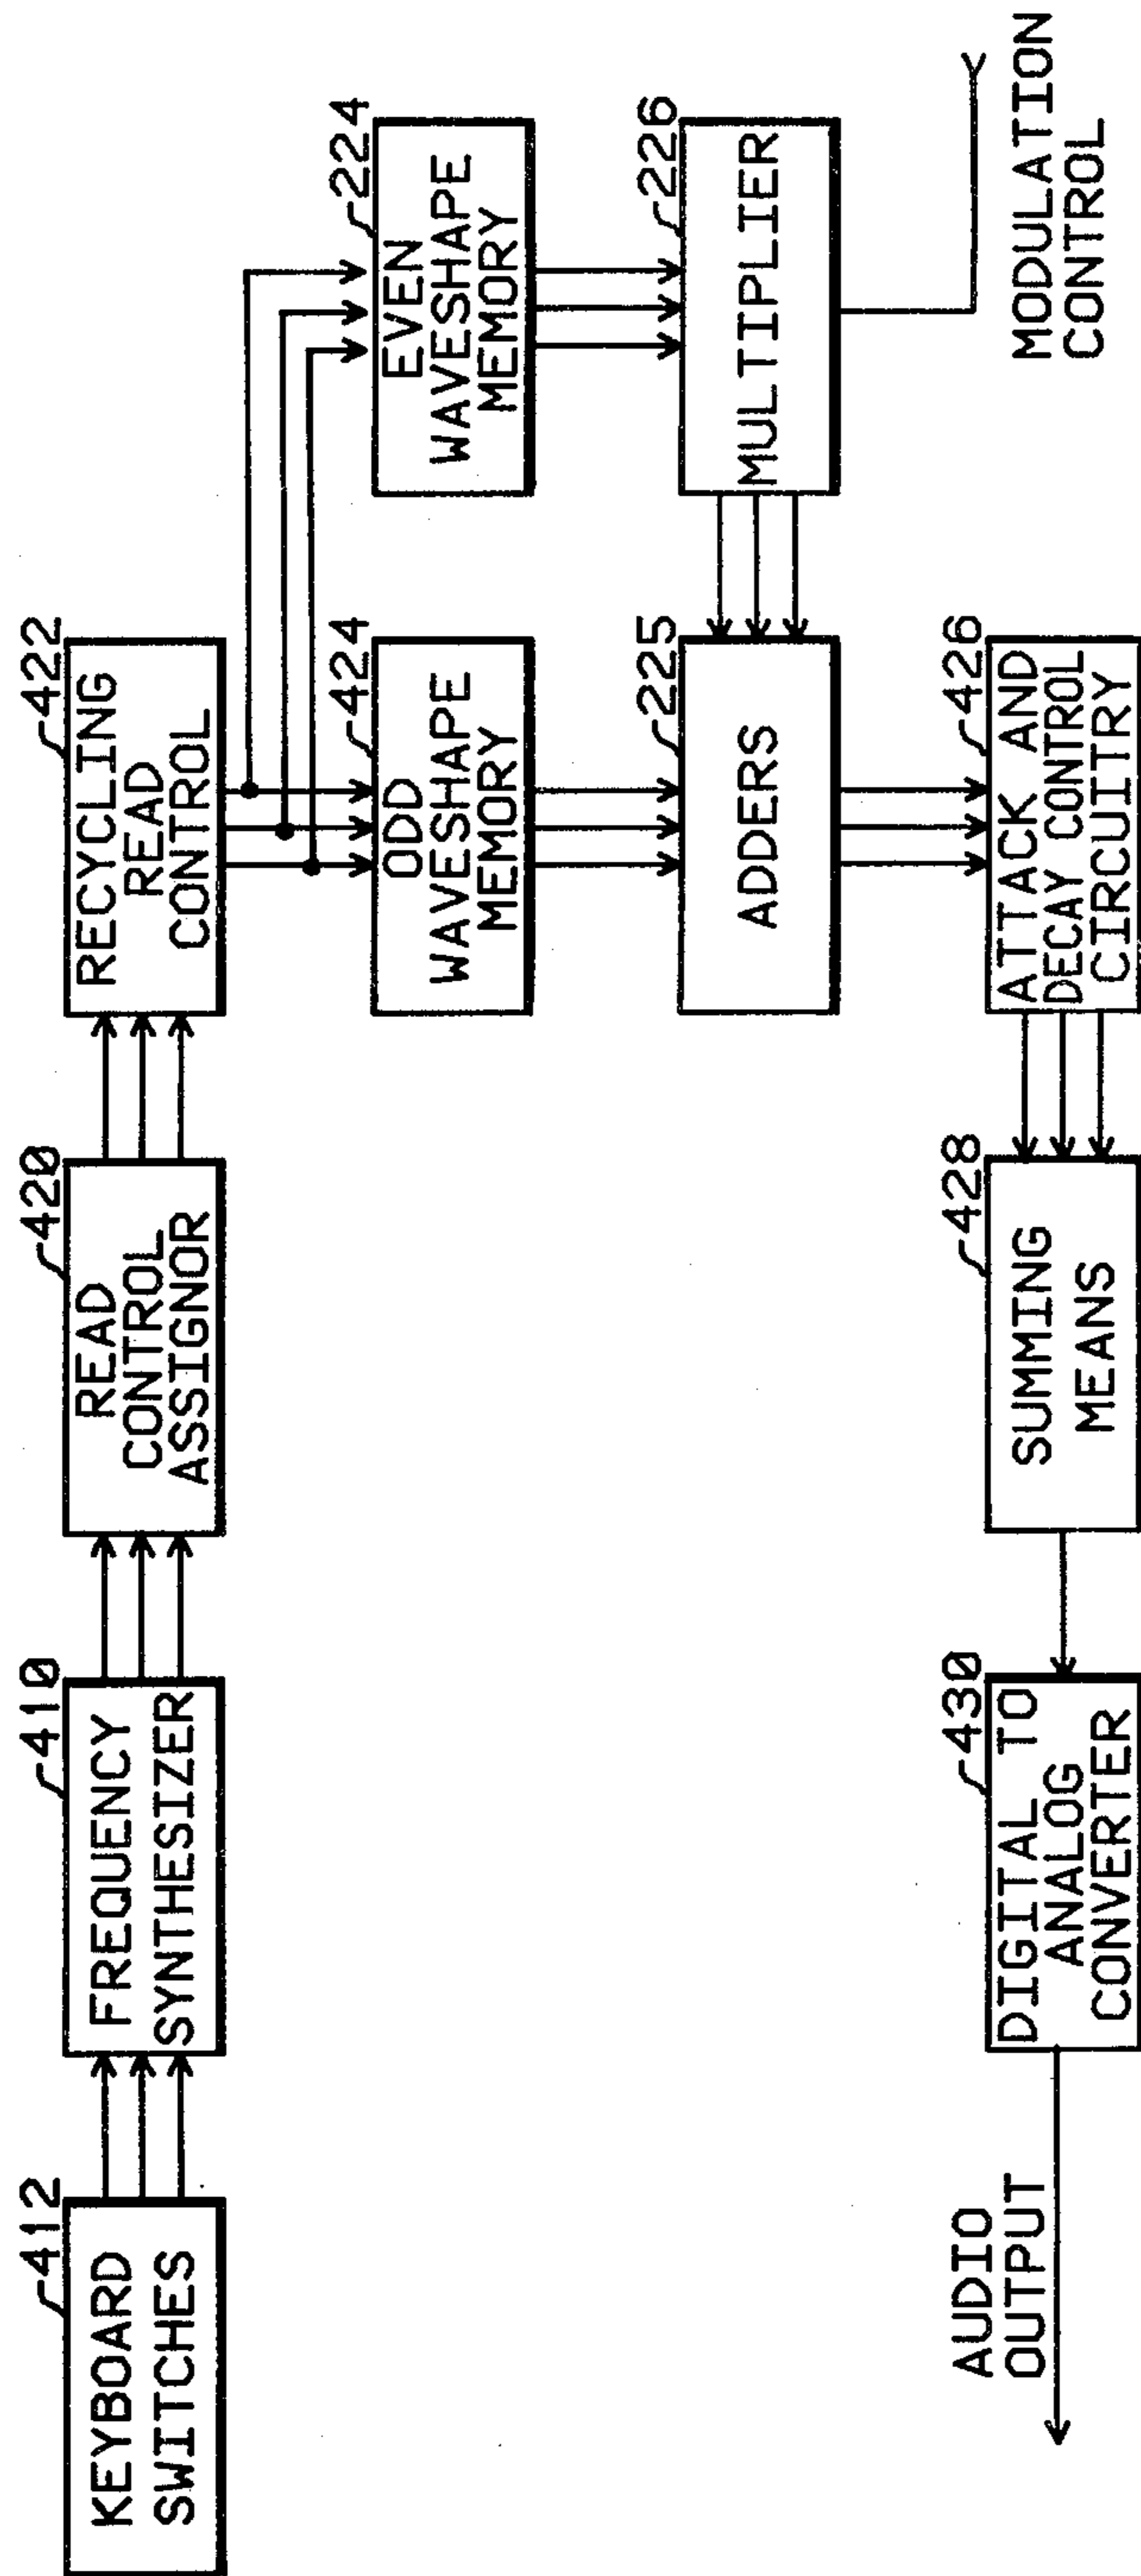 412
KEYBOARD
SWITCHES
410
FREQUENCY
SYNTHESIZER
420
READ
CONTROL
ASSIGNOR
422
RECYCLING
READ
CONTROL
424
ODD
WAVESHAPE
MEMORY
224
EVEN
WAVESHAPE
MEMORY
225
ADDERS
226
MULTIPLIER
MODULATION
CONTROL
426
ATTACK AND
DECAY CONTROL
CIRCUITRY
428
SUMMING
MEANS
430
DIGITAL TO
ANALOG
CONVERTER
AUDIO
OUTPUT